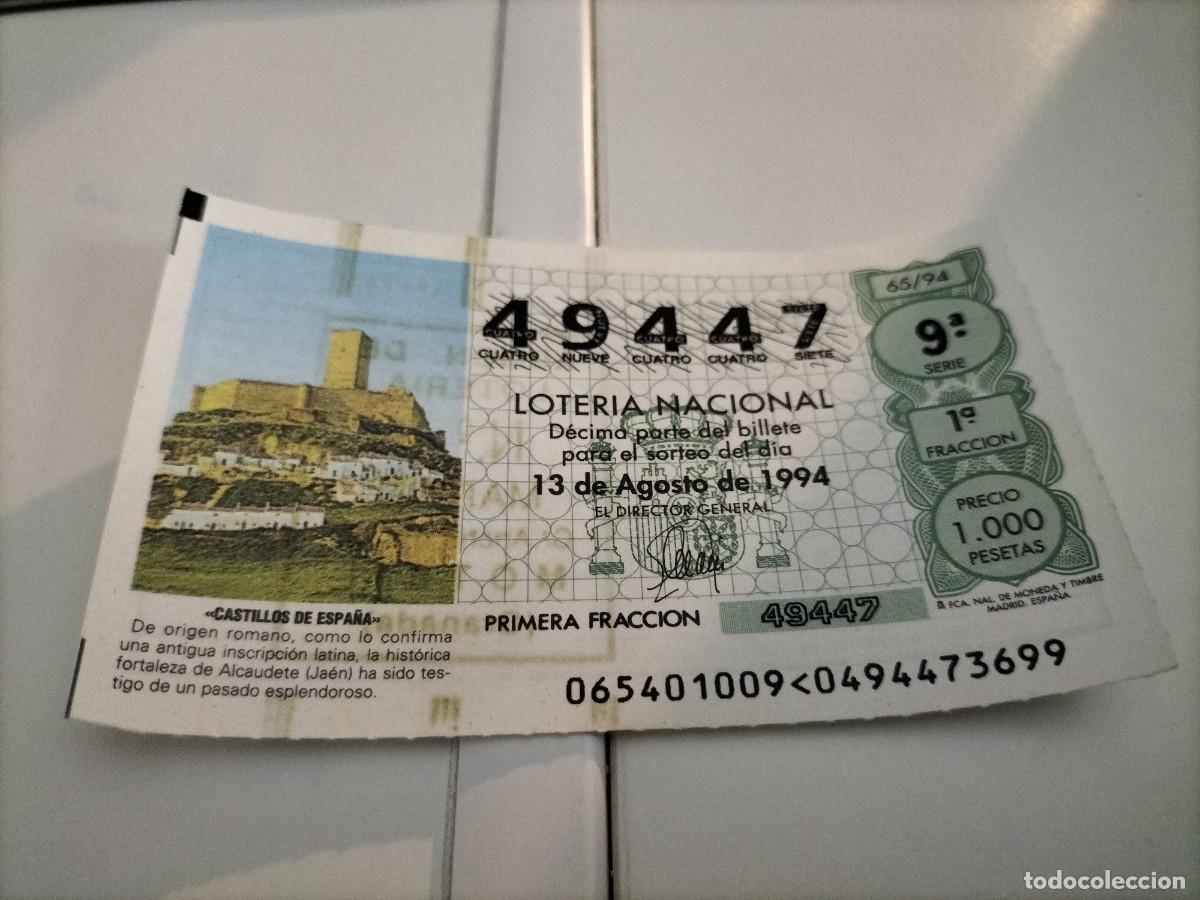 65/94
49447
CUATRO NUEVE CUATRO CUATRO SIETE
9ª
SERIE
LOTERIA NACIONAL
Décima parte del billete
para el sorteo del día
13 de Agosto de 1994
EL DIRECTOR GENERAL
1ª
FRACCION
PRECIO
1.000
PESETAS
FCA. NAL. DE MONEDA Y TIMBRE
MADRID. ESPAÑA
PRIMERA FRACCION 49447
065401009<0494473699
«CASTILLOS DE ESPAÑA»
De origen romano, como lo confirma
una antigua inscripción latina, la histórica
fortaleza de Alcaudete (Jaén) ha sido tes-
tigo de un pasado esplendoroso.
todocoleccion